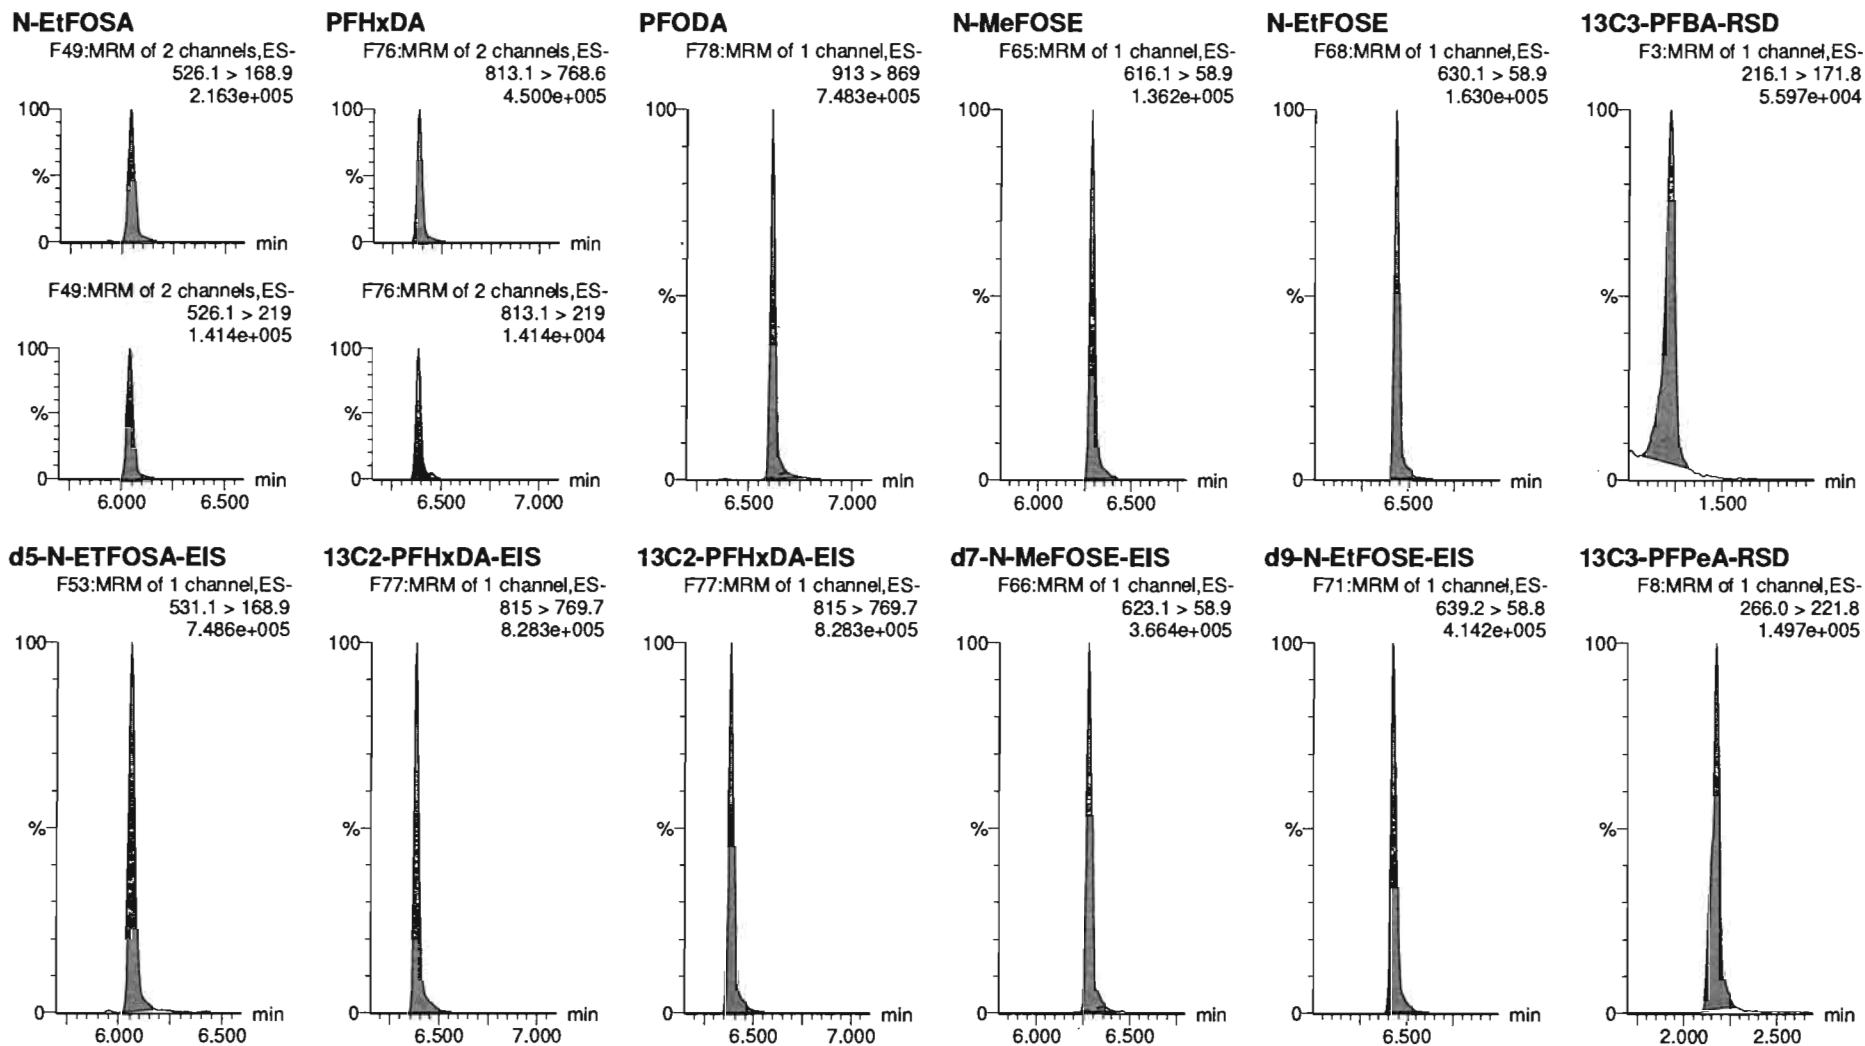 N-EtFOSA
F49:MRM of 2 channels,ES-
526.1 > 168.9
2.163e+005
100
%
0
min
F49:MRM of 2 channels,ES-
526.1 > 219
1.414e+005
100
%
0
min
6.000 6.500
PFHxDA
F76:MRM of 2 channels,ES-
813.1 > 768.6
4.500e+005
100
%
0
min
F76:MRM of 2 channels,ES-
813.1 > 219
1.414e+004
100
%
0
min
6.500 7.000
PFODA
F78:MRM of 1 channel,ES-
913 > 869
7.483e+005
100
%
0
min
6.500 7.000
N-MeFOSE
F65:MRM of 1 channel,ES-
616.1 > 58.9
1.362e+005
100
%
0
min
6.000 6.500
N-EtFOSE
F68:MRM of 1 channel,ES-
630.1 > 58.9
1.630e+005
100
%
0
min
6.500
13C3-PFBA-RSD
F3:MRM of 1 channel,ES-
216.1 > 171.8
5.597e+004
100
%
0
min
1.500
d5-N-ETFOSA-EIS
F53:MRM of 1 channel,ES-
531.1 > 168.9
7.486e+005
100
%
0
min
6.000 6.500
13C2-PFHxDA-EIS
F77:MRM of 1 channel,ES-
815 > 769.7
8.283e+005
100
%
0
min
6.500 7.000
13C2-PFHxDA-EIS
F77:MRM of 1 channel,ES-
815 > 769.7
8.283e+005
100
%
0
min
6.500 7.000
d7-N-MeFOSE-EIS
F66:MRM of 1 channel,ES-
623.1 > 58.9
3.664e+005
100
%
0
min
6.000 6.500
d9-N-EtFOSE-EIS
F71:MRM of 1 channel,ES-
639.2 > 58.8
4.142e+005
100
%
0
min
6.500
13C3-PFPeA-RSD
F8:MRM of 1 channel,ES-
266.0 > 221.8
1.497e+005
100
%
0
min
2.000 2.500